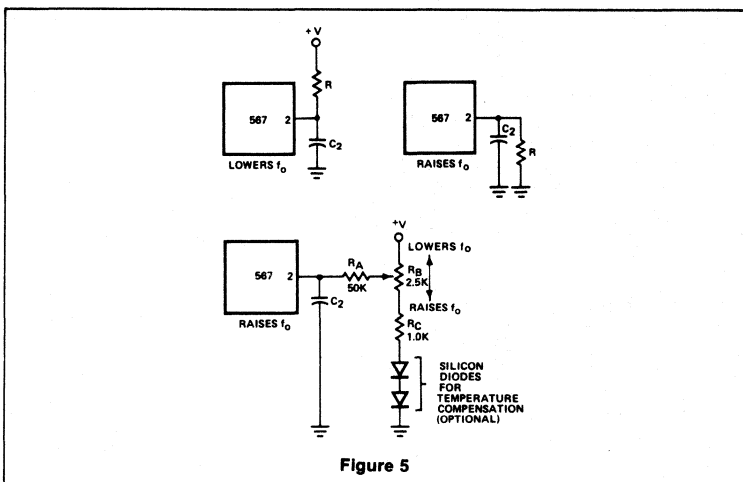 +V
R
567 2
C2
LOWERS fo
567 2
C2
R
RAISES fo
+V
LOWERS fo
567 2
RA
50K
RB
2.5K
C2
RAISES fo
RAISES fo
RC
1.0K
SILICON
DIODES
FOR
TEMPERATURE
COMPENSATION
(OPTIONAL)
Figure 5